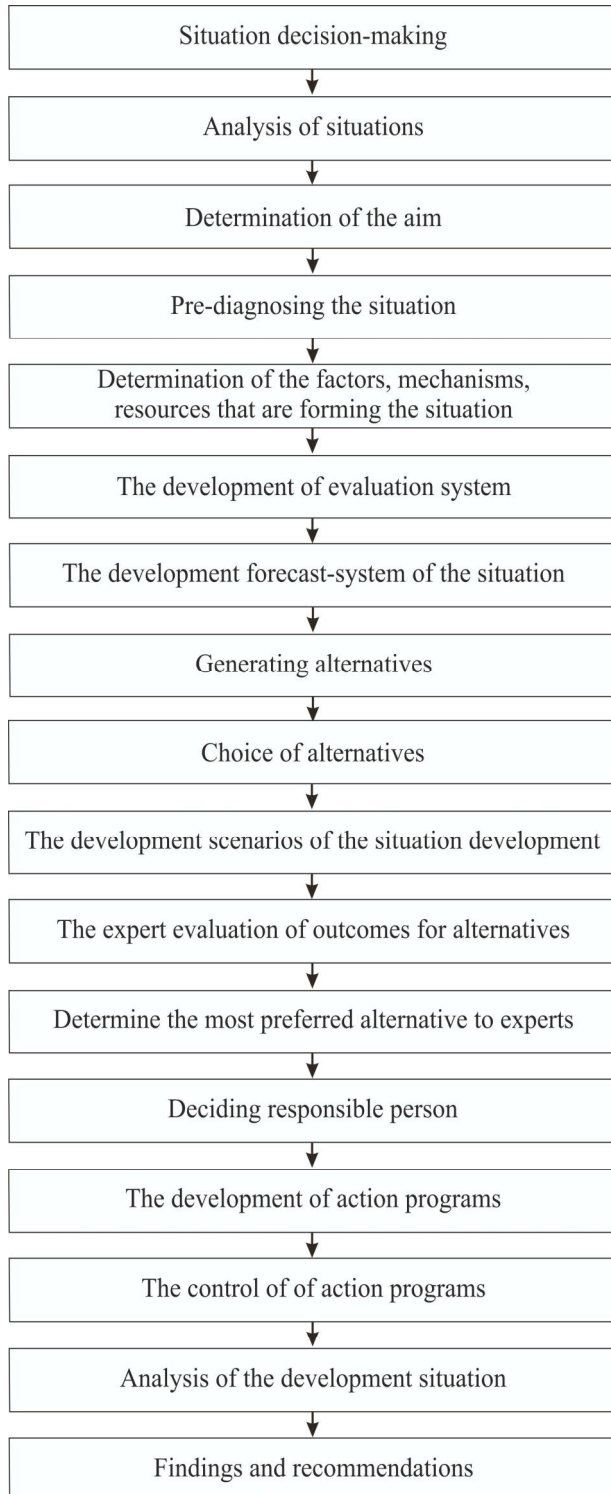 Situation decision-making
Analysis of situations
Determination of the aim
Pre-diagnosing the situation
Determination of the factors, mechanisms,
resources that are forming the situation
The development of evaluation system
The development forecast-system of the situation
Generating alternatives
Choice of alternatives
The development scenarios of the situation development
The expert evaluation of outcomes for alternatives
Determine the most preferred alternative to experts
Deciding responsible person
The development of action programs
The control of of action programs
Analysis of the development situation
Findings and recommendations